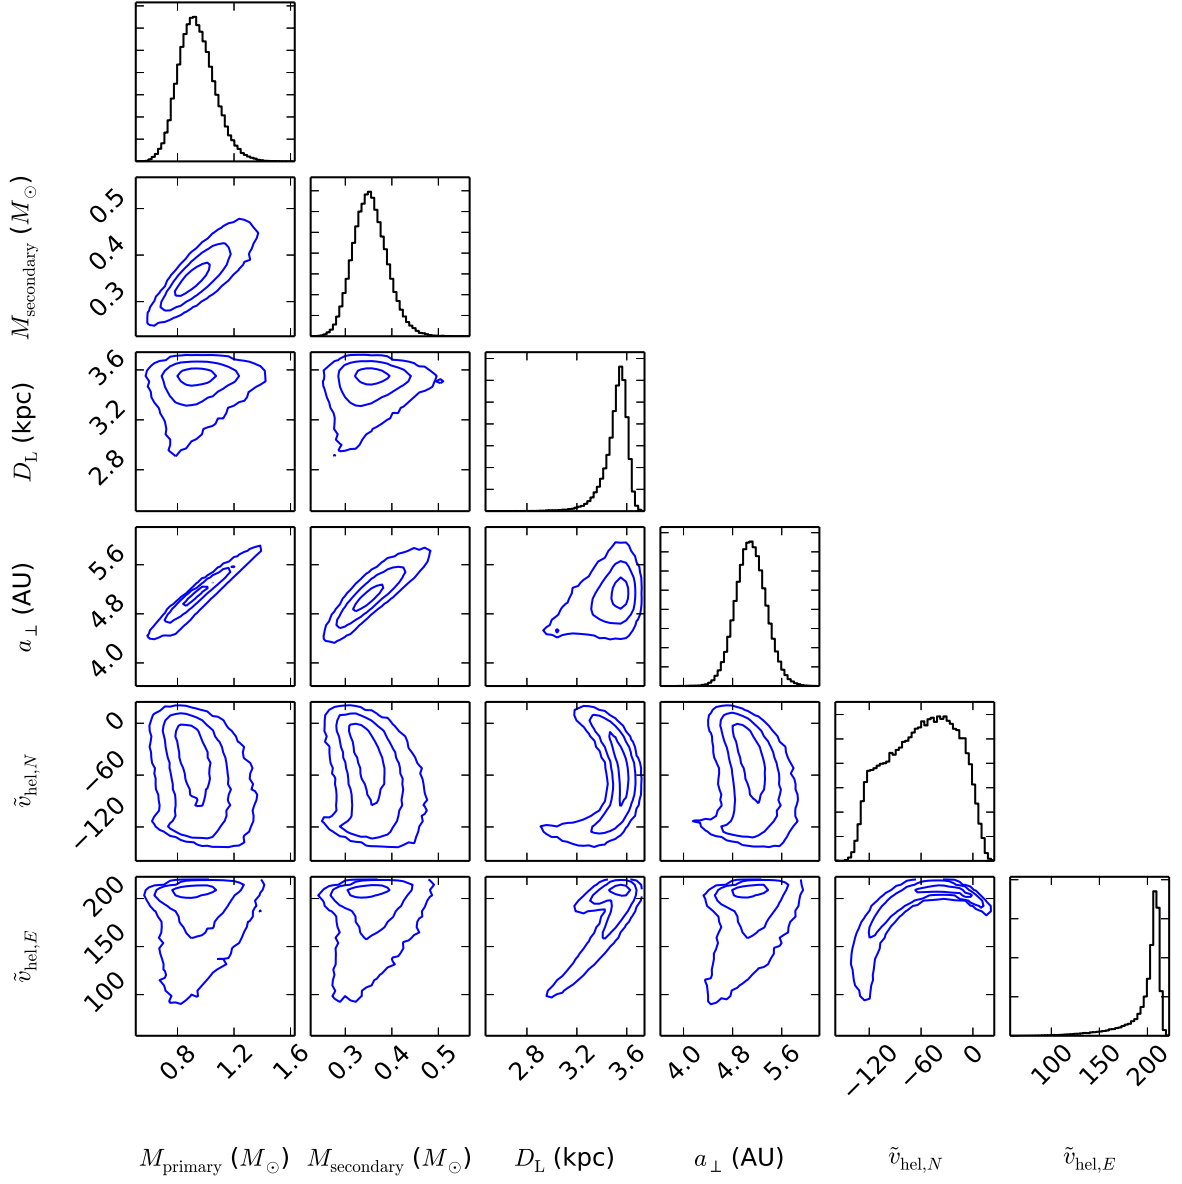 M_secondary (M_⊙)
0.5
0.4
0.3
D_L (kpc)
3.6
3.2
2.8
a_⊥ (AU)
5.6
4.8
4.0
ṽ_hel,N
0
−60
−120
ṽ_hel,E
200
150
100
0.8 1.2 1.6 0.3 0.4 0.5 2.8 3.2 3.6 4.0 4.8 5.6 −120 −60 0 100 150 200
M_primary (M_⊙) M_secondary (M_⊙) D_L (kpc) a_⊥ (AU) ṽ_hel,N ṽ_hel,E